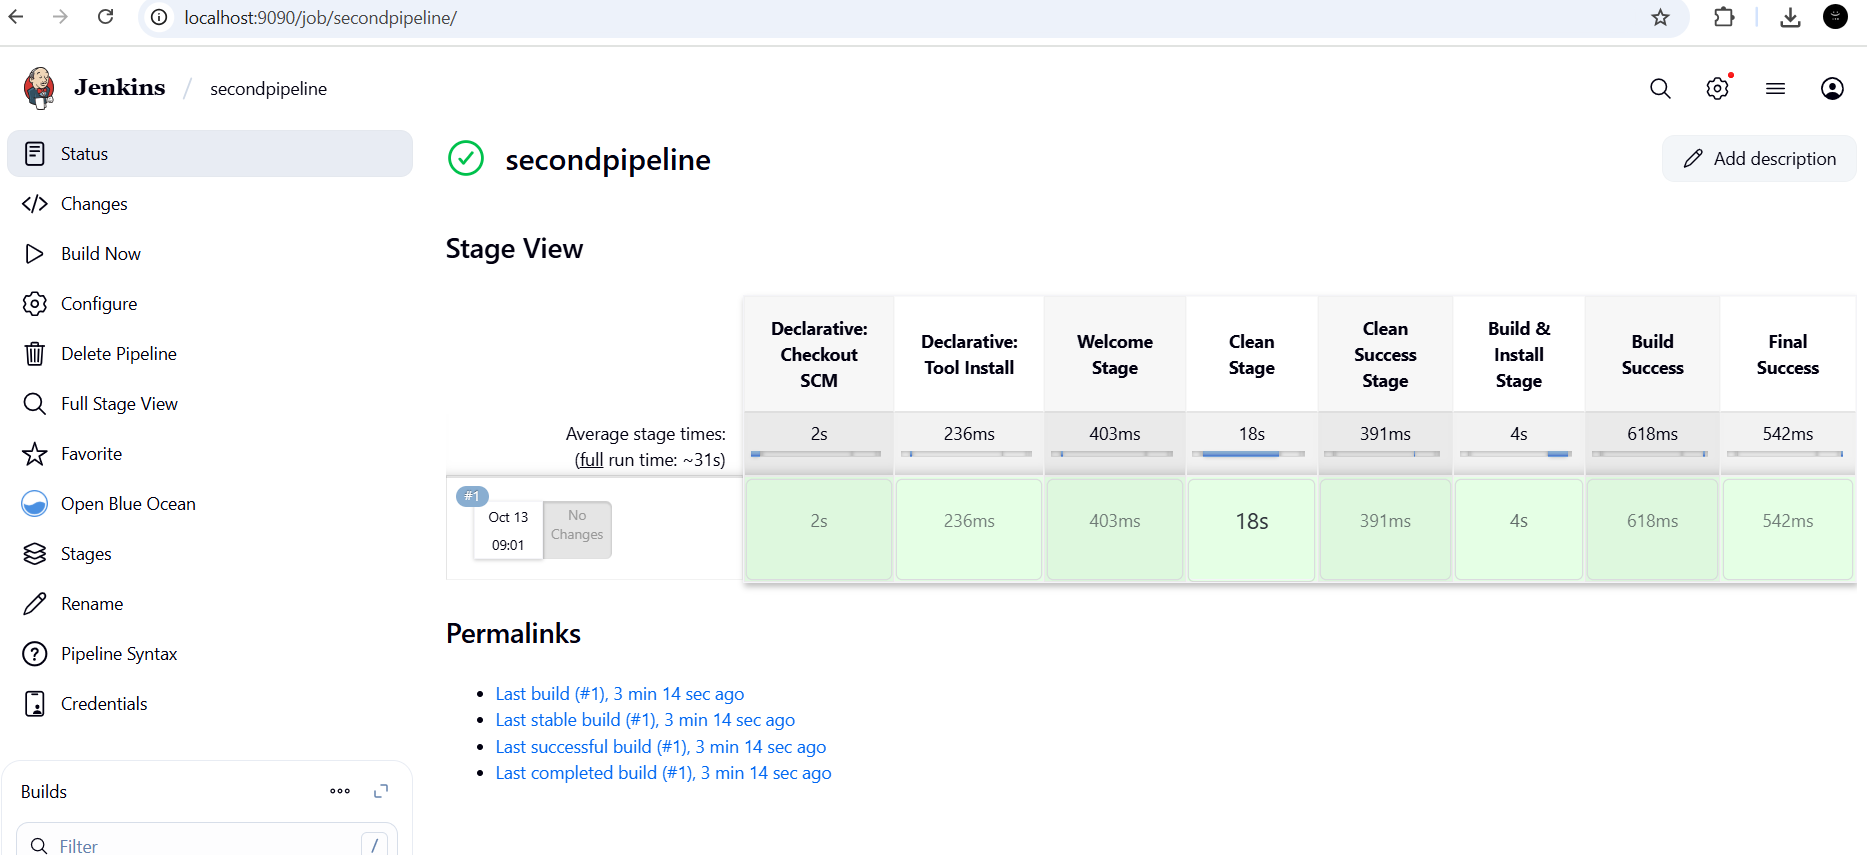 localhost:9090/job/secondpipeline/
Jenkins / secondpipeline
Status
Changes
Build Now
Configure
Delete Pipeline
Full Stage View
Favorite
Open Blue Ocean
Stages
Rename
Pipeline Syntax
Credentials
Builds
Filter /
secondpipeline
Add description
Stage View
Declarative: Checkout SCM
Declarative: Tool Install
Welcome Stage
Clean Stage
Clean Success Stage
Build & Install Stage
Build Success
Final Success
Average stage times:
(full run time: ~31s)
2s 236ms 403ms 18s 391ms 4s 618ms 542ms
#1
Oct 13
09:01
No
Changes
2s 236ms 403ms 18s 391ms 4s 618ms 542ms
Permalinks
Last build (#1), 3 min 14 sec ago
Last stable build (#1), 3 min 14 sec ago
Last successful build (#1), 3 min 14 sec ago
Last completed build (#1), 3 min 14 sec ago